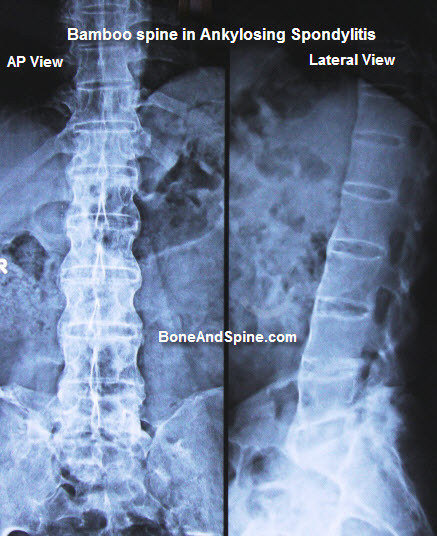 Bamboo spine in Ankylosing Spondylitis
AP View
Lateral View
R
BoneAndSpine.com